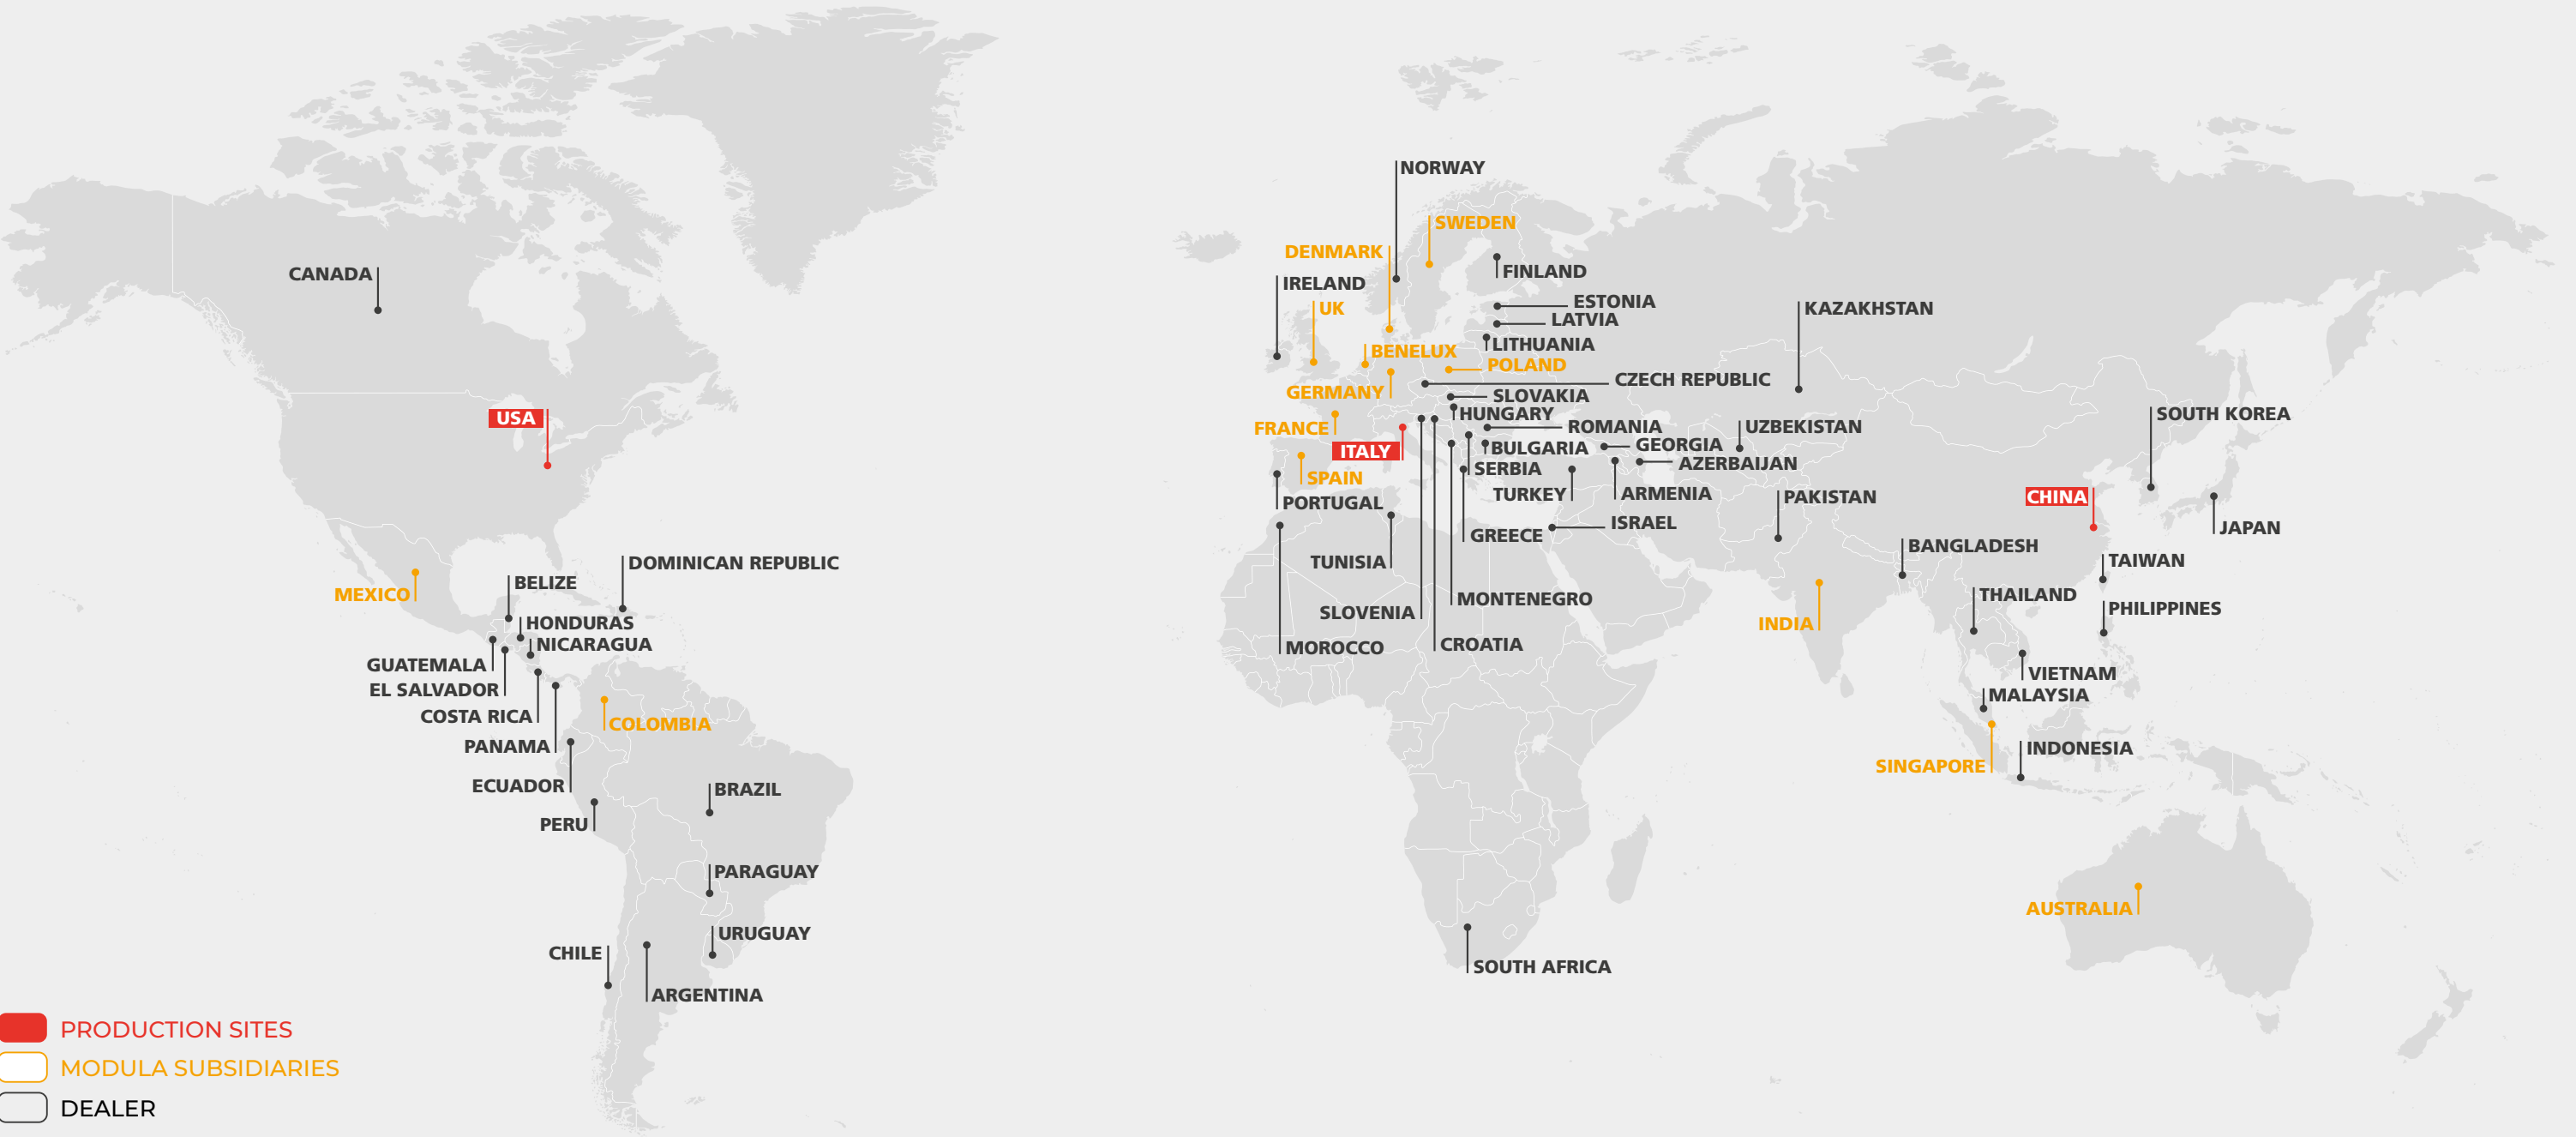 NORWAY
SWEDEN
DENMARK
CANADA
IRELAND
FINLAND
UK
ESTONIA
KAZAKHSTAN
LATVIA
LITHUANIA
BENELUX
POLAND
CZECH REPUBLIC
GERMANY
SLOVAKIA
HUNGARY
SOUTH KOREA
USA
FRANCE
ROMANIA
UZBEKISTAN
ITALY
BULGARIA
GEORGIA
AZERBAIJAN
SERBIA
SPAIN
TURKEY
ARMENIA
PAKISTAN
CHINA
PORTUGAL
ISRAEL
JAPAN
GREECE
BANGLADESH
TUNISIA
TAIWAN
DOMINICAN REPUBLIC
BELIZE
MEXICO
MONTENEGRO
THAILAND
PHILIPPINES
SLOVENIA
HONDURAS
INDIA
NICARAGUA
MOROCCO
CROATIA
GUATEMALA
VIETNAM
EL SALVADOR
MALAYSIA
COSTA RICA
COLOMBIA
PANAMA
INDONESIA
SINGAPORE
ECUADOR
BRAZIL
PERU
PARAGUAY
AUSTRALIA
URUGUAY
CHILE
SOUTH AFRICA
ARGENTINA
PRODUCTION SITES
MODULA SUBSIDIARIES
DEALER